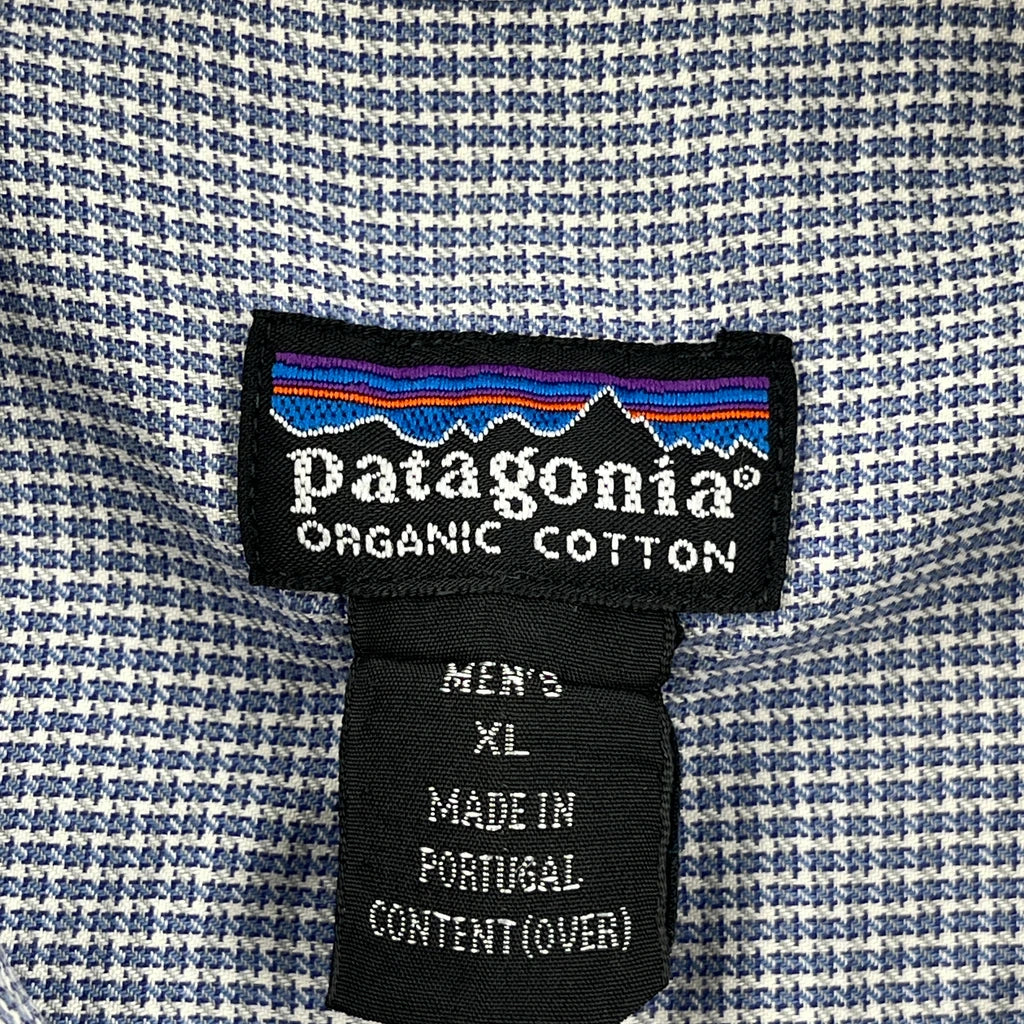 patagonia®
ORGANIC COTTON
MEN'S
XL
MADE IN
PORTUGAL
CONTENT(OVER)